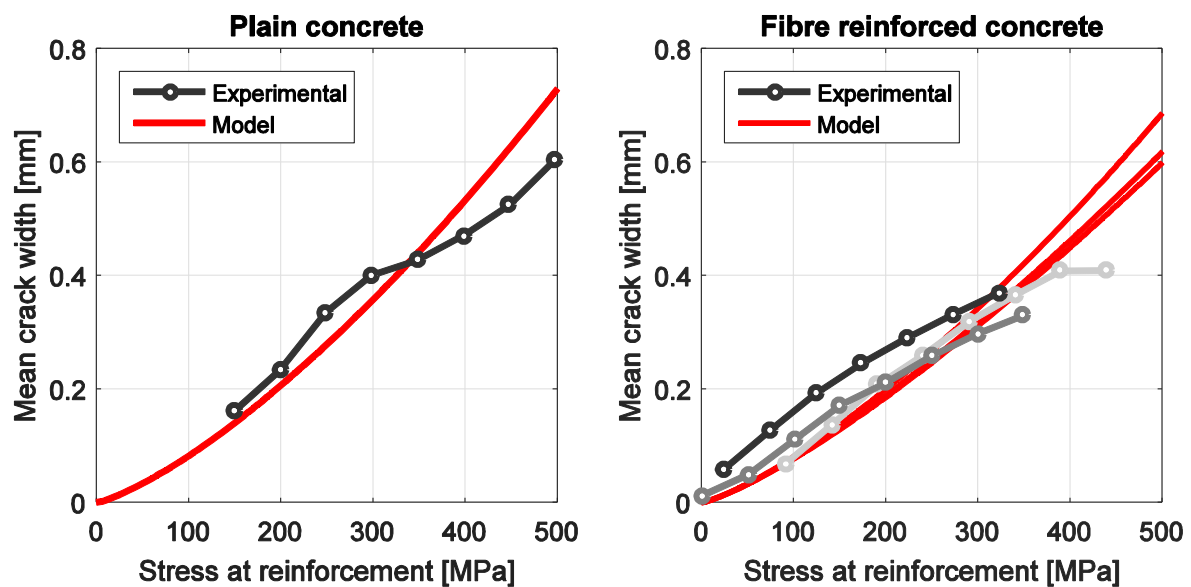 Plain concrete
0.8
0.6
0.4
0.2
0
Mean crack width [mm]
Experimental
Model
0 100 200 300 400 500
Stress at reinforcement [MPa]
Fibre reinforced concrete
0.8
0.6
0.4
0.2
0
Mean crack width [mm]
Experimental
Model
0 100 200 300 400 500
Stress at reinforcement [MPa]